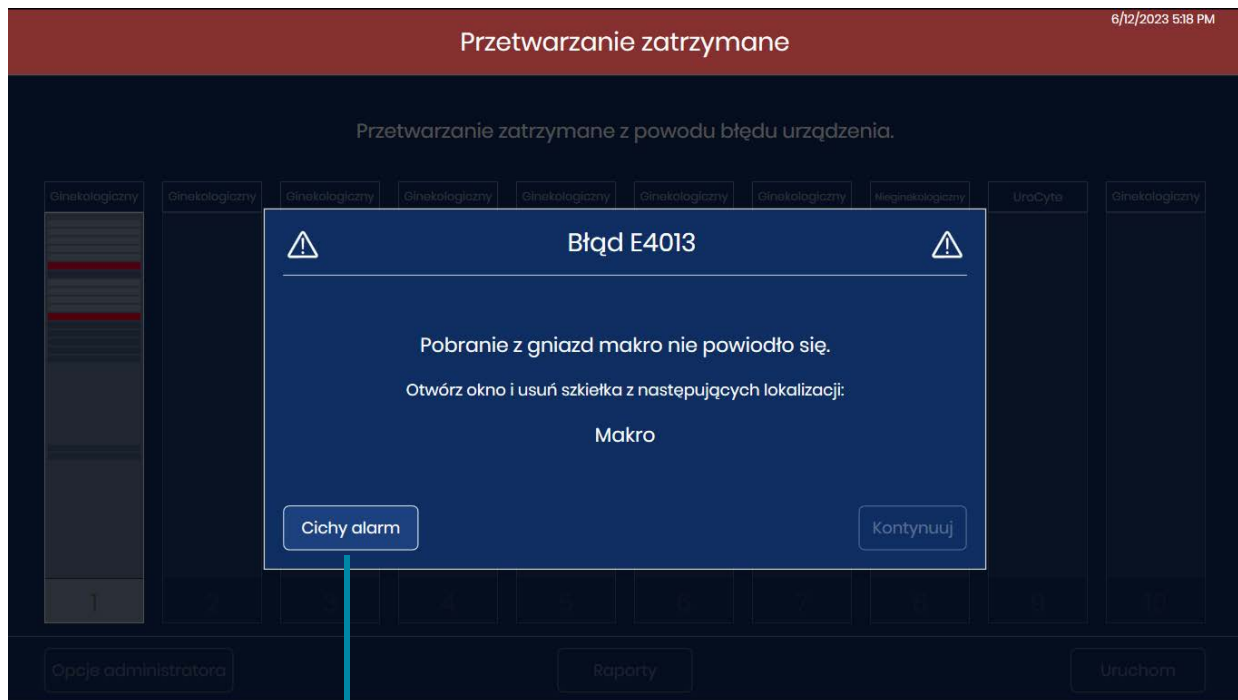 6/12/2023 5:18 PM
Przetwarzanie zatrzymane
Przetwarzanie zatrzymane z powodu błędu urządzenia.
Ginekologiczny Ginekologiczny Ginekologiczny Ginekologiczny Ginekologiczny Ginekologiczny Ginekologiczny Nieginekologiczny UroCyte Ginekologiczny
Błąd E4013
Pobranie z gniazd makro nie powiodło się.
Otwórz okno i usuń szkiełka z następujących lokalizacji:
Makro
Cichy alarm Kontynuuj
1 2 3 4 5 6 7 8 9 10
Opcje administratora Raporty Uruchom